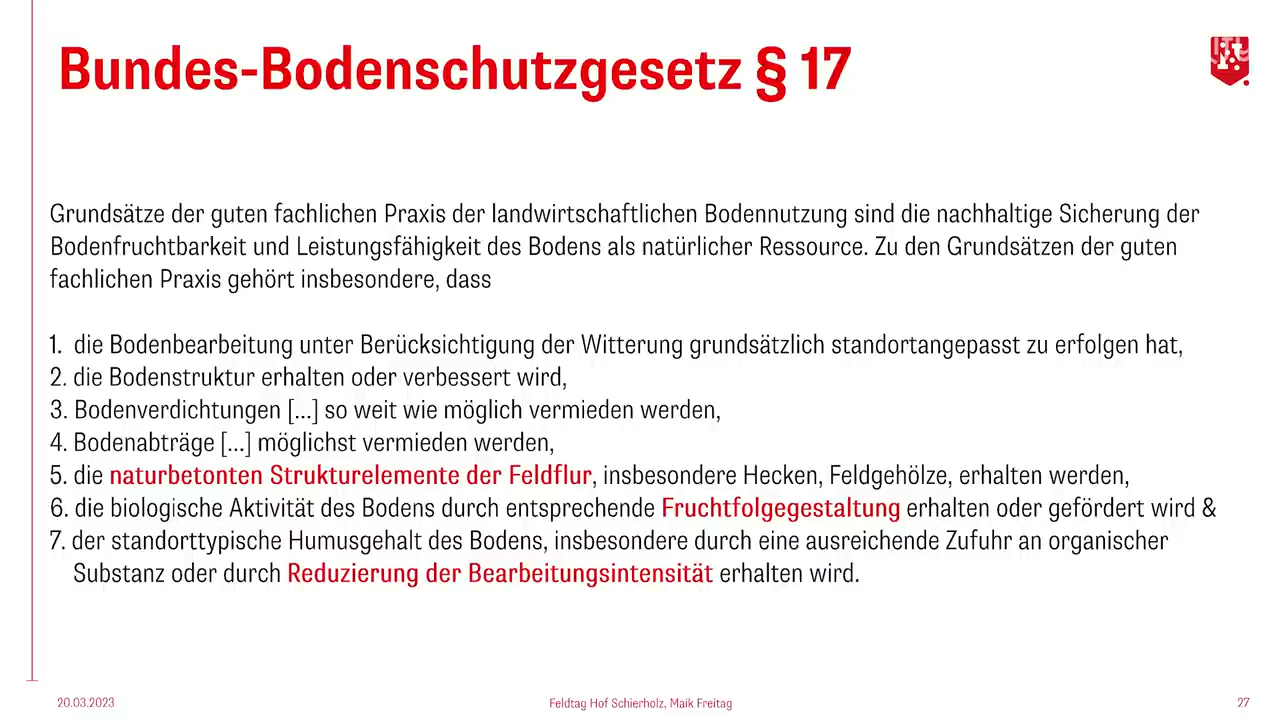 Bundes-Bodenschutzgesetz § 17
Grundsätze der guten fachlichen Praxis der landwirtschaftlichen Bodennutzung sind die nachhaltige Sicherung der
Bodenfruchtbarkeit und Leistungsfähigkeit des Bodens als natürlicher Ressource. Zu den Grundsätzen der guten
fachlichen Praxis gehört insbesondere, dass
1. die Bodenbearbeitung unter Berücksichtigung der Witterung grundsätzlich standortangepasst zu erfolgen hat,
2. die Bodenstruktur erhalten oder verbessert wird,
3. Bodenverdichtungen [...] so weit wie möglich vermieden werden,
4. Bodenabträge [...] möglichst vermieden werden,
5. die naturbetonten Strukturelemente der Feldflur, insbesondere Hecken, Feldgehölze, erhalten werden,
6. die biologische Aktivität des Bodens durch entsprechende Fruchtfolgegestaltung erhalten oder gefördert wird &
7. der standorttypische Humusgehalt des Bodens, insbesondere durch eine ausreichende Zufuhr an organischer
Substanz oder durch Reduzierung der Bearbeitungsintensität erhalten wird.
20.03.2023
Feldtag Hof Schierholz, Maik Freitag
27